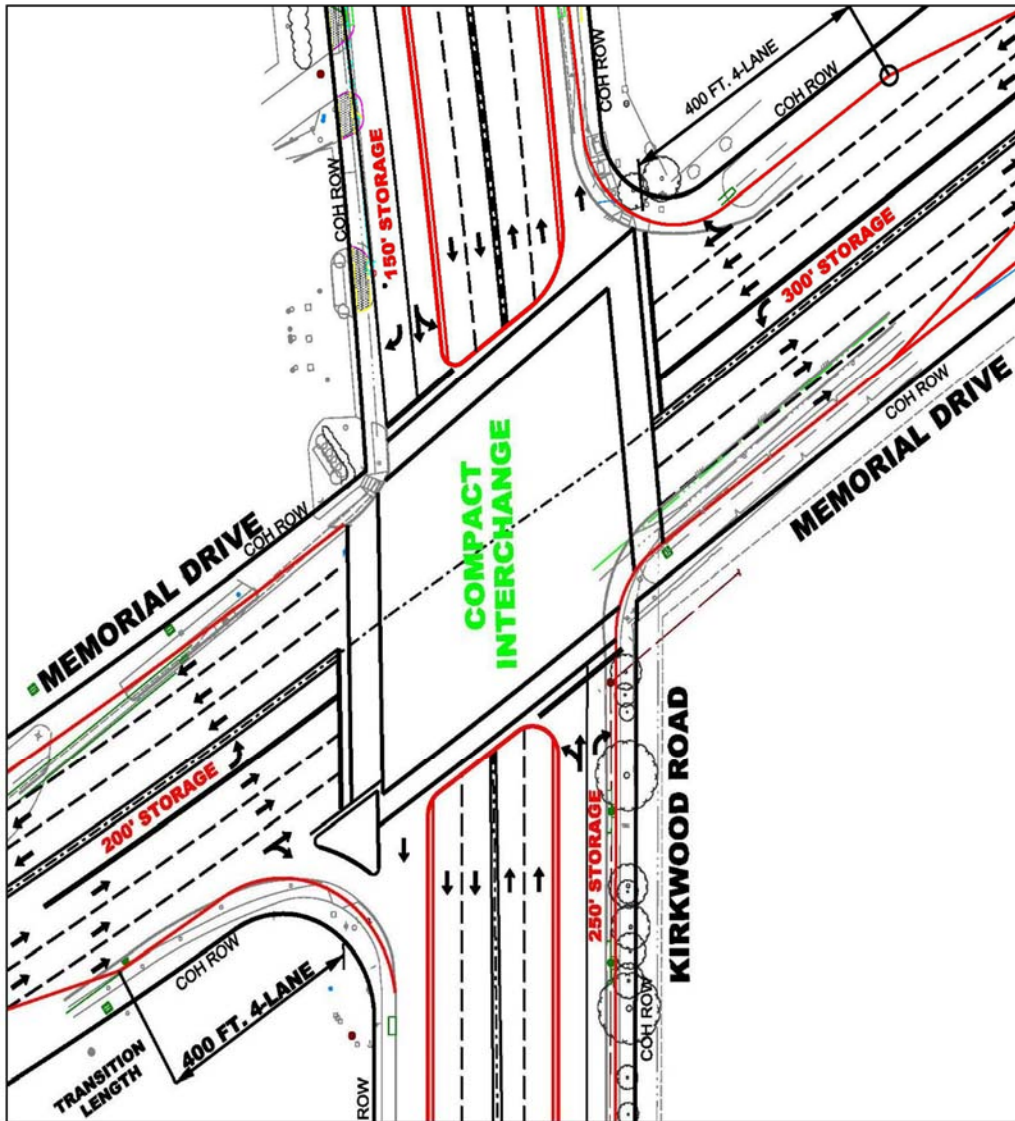 COH ROW
400 FT. 4-LANE
COH ROW
COH ROW
150' STORAGE
300' STORAGE
COH ROW
MEMORIAL DRIVE
COMPACT
INTERCHANGE
MEMORIAL DRIVE
COH ROW
200' STORAGE
250' STORAGE
KIRKWOOD ROAD
COH ROW
400 FT. 4-LANE
TRANSITION
LENGTH
COH ROW
ROW